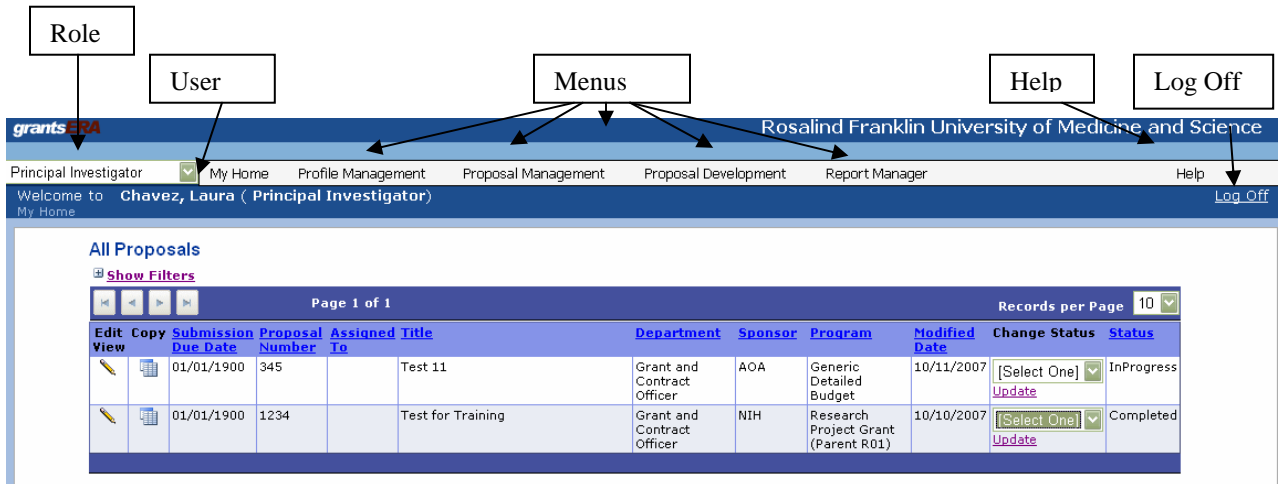 Role
User
Menus
Help
Log Off
grantsERA
Rosalind Franklin University of Medicine and Science
Principal Investigator My Home Profile Management Proposal Management Proposal Development Report Manager Help
Welcome to Chavez, Laura ( Principal Investigator) Log Off
My Home
All Proposals
Show Filters
Page 1 of 1 Records per Page 10
Edit Copy Submission Proposal Assigned Title Department Sponsor Program Modified Change Status Status
View Due Date Number To Date
01/01/1900 345 Test 11 Grant and AOA Generic 10/11/2007 [Select One] InProgress
Contract Detailed
Officer Budget Update
01/01/1900 1234 Test for Training Grant and NIH Research 10/10/2007 [Select One] Completed
Contract Project Grant
Officer (Parent R01) Update